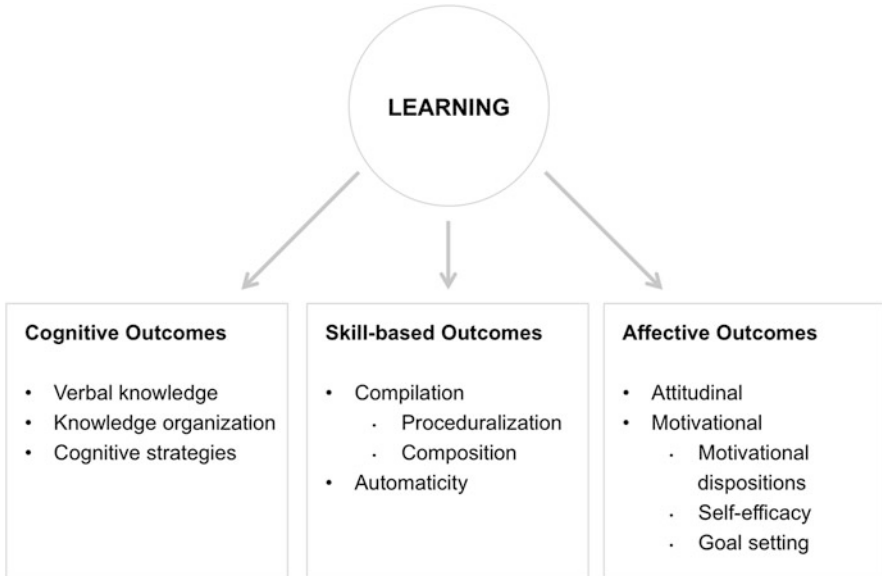 LEARNING
Cognitive Outcomes
• Verbal knowledge
• Knowledge organization
• Cognitive strategies
Skill-based Outcomes
• Compilation
· Proceduralization
· Composition
• Automaticity
Affective Outcomes
• Attitudinal
• Motivational
· Motivational
dispositions
· Self-efficacy
· Goal setting